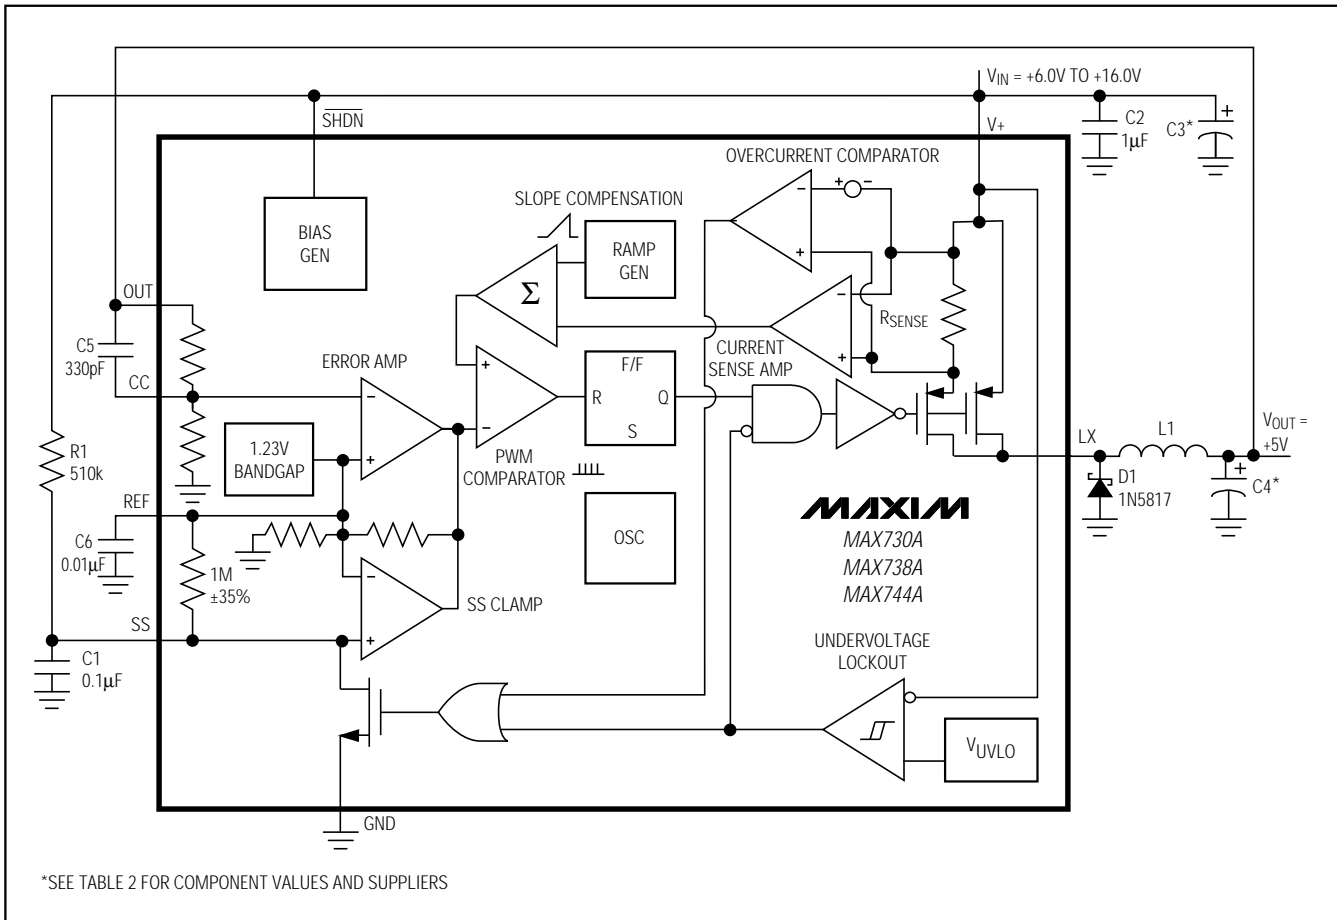 V_IN = +6.0V TO +16.0V
SHDN
V+
C2
1µF
C3*
+
OVERCURRENT COMPARATOR
+ -
-
+
SLOPE COMPENSATION
BIAS
GEN
RAMP
GEN
Σ
OUT
C5
330pF
CC
ERROR AMP
-
+
+
-
PWM
COMPARATOR
F/F
R
Q
S
CURRENT
SENSE AMP
-
+
R_SENSE
R1
510k
1.23V
BANDGAP
REF
C6
0.01µF
1M
±35%
SS
C1
0.1µF
-
+
SS CLAMP
OSC
MAXIM
MAX730A
MAX738A
MAX744A
LX
L1
V_OUT =
+5V
D1
1N5817
+
C4*
UNDERVOLTAGE
LOCKOUT
V_UVLO
GND
*SEE TABLE 2 FOR COMPONENT VALUES AND SUPPLIERS